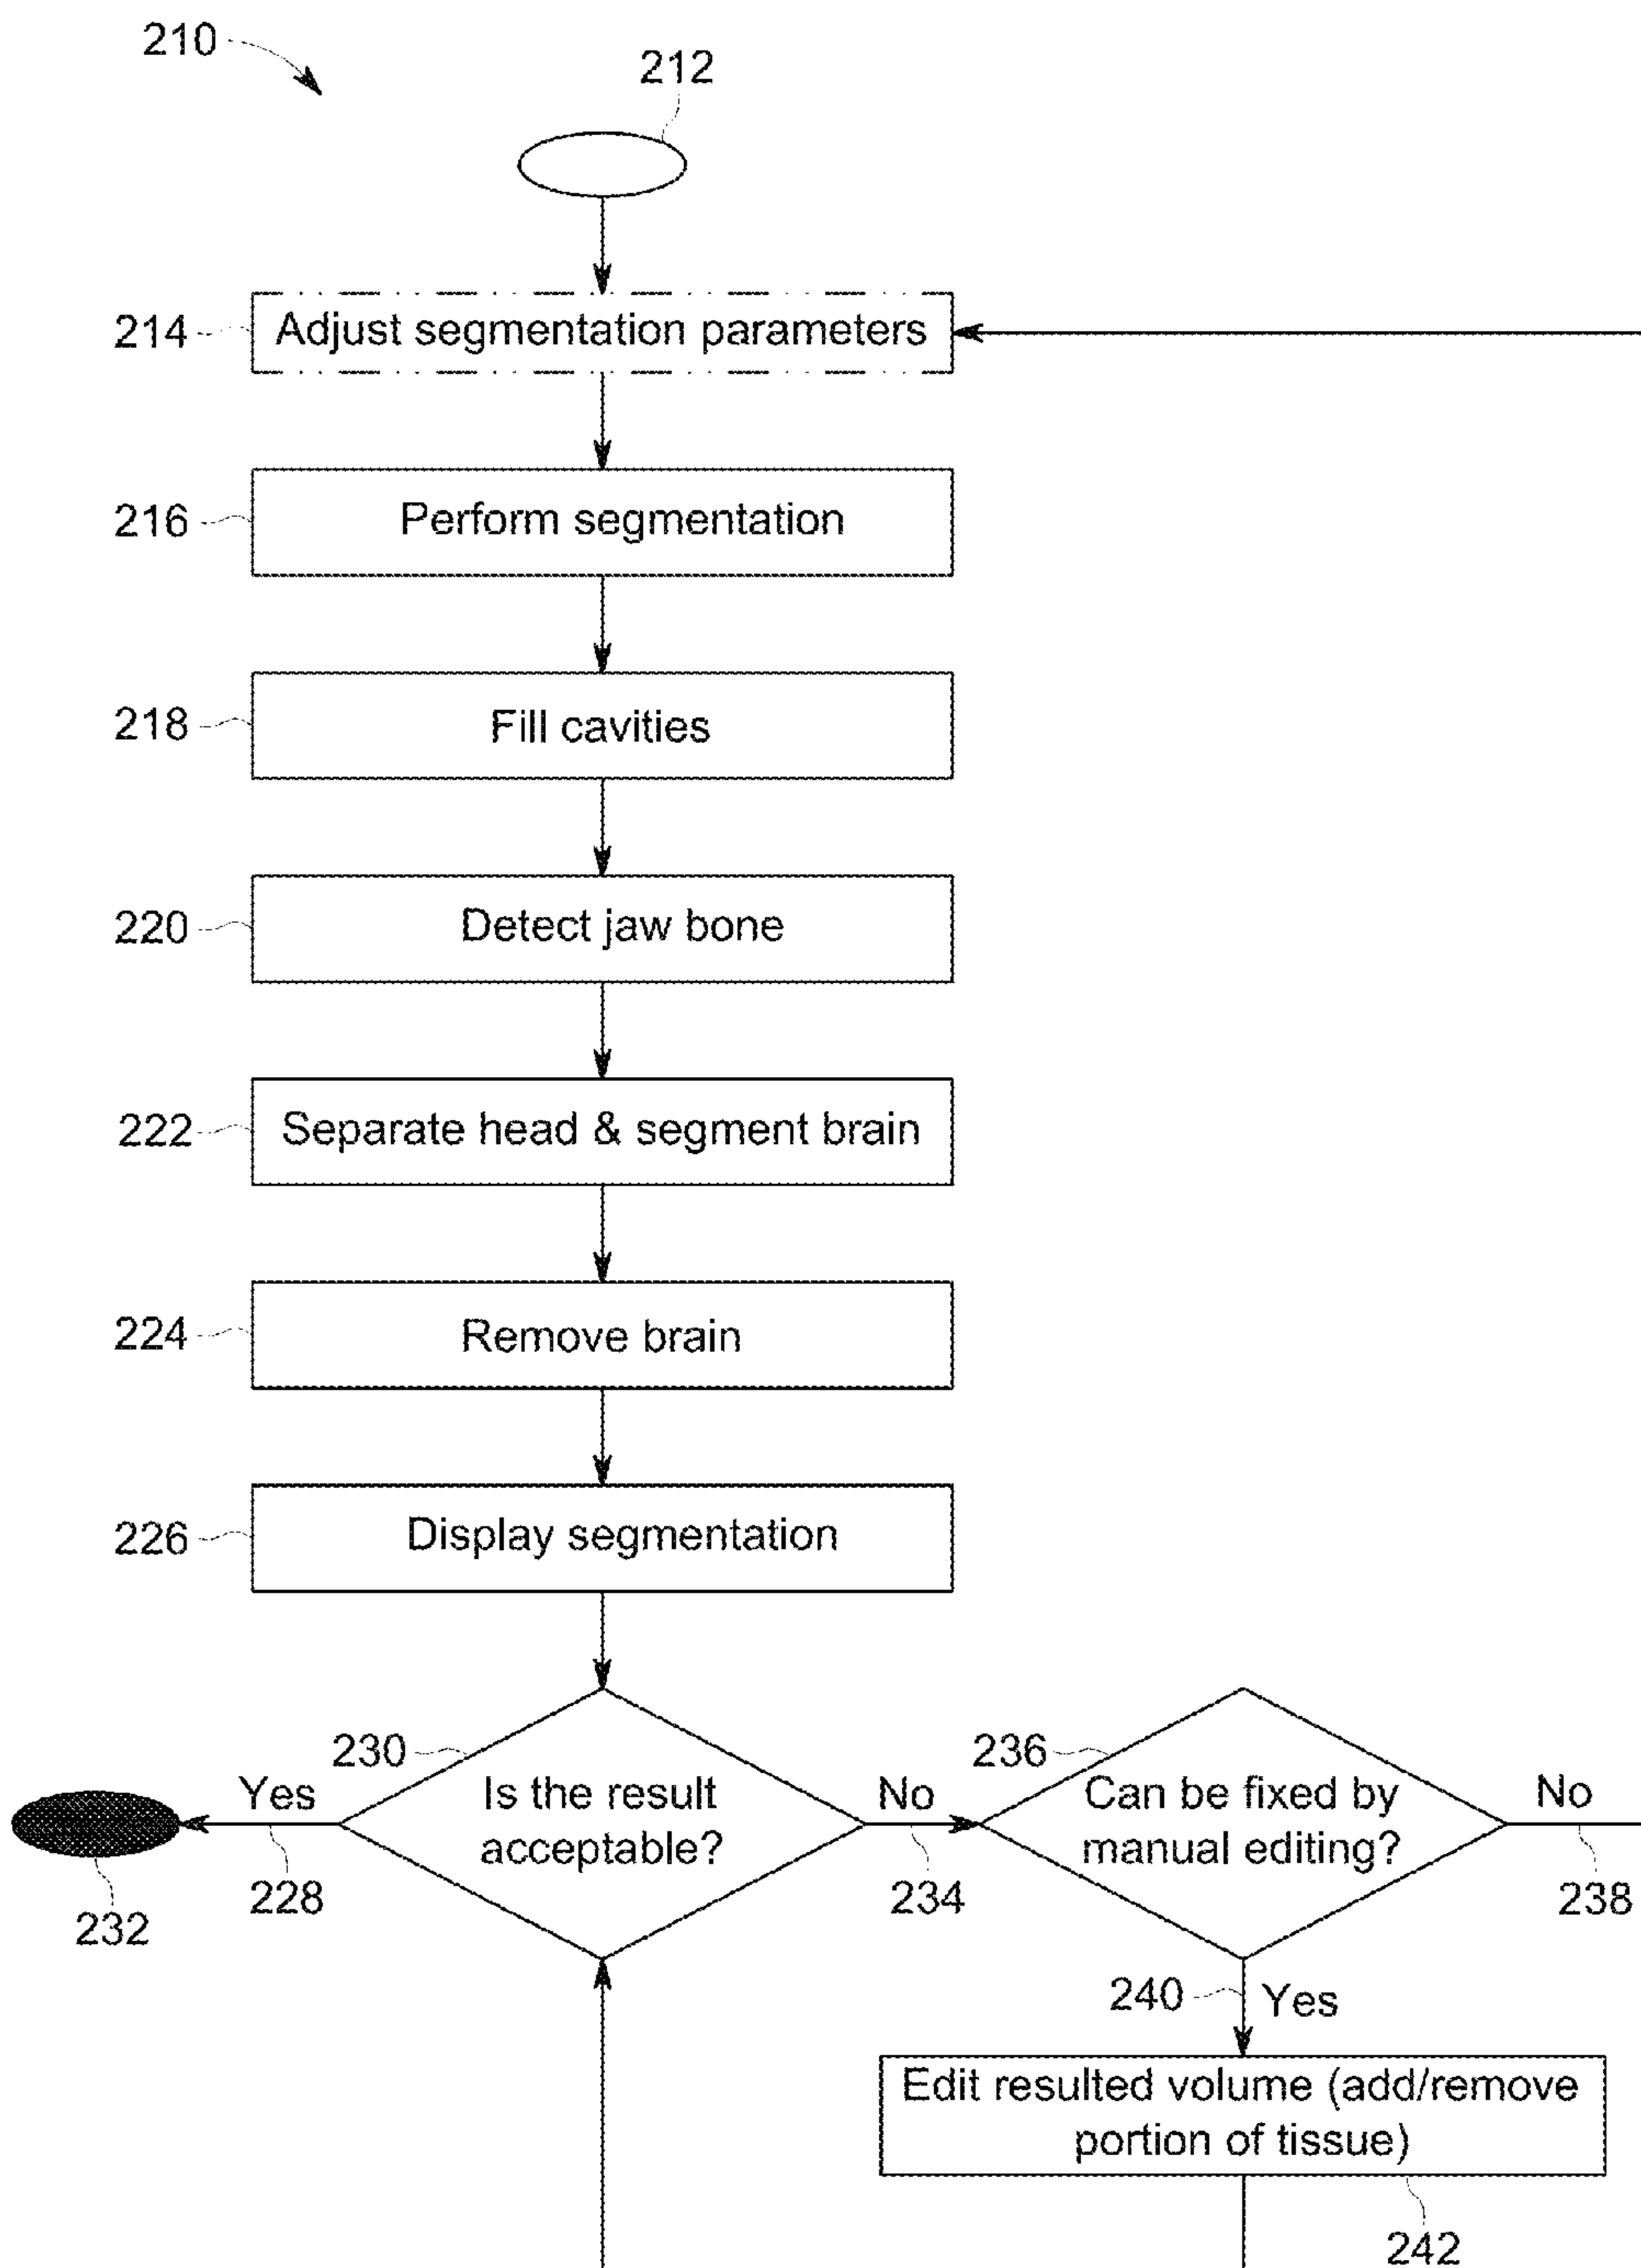 210
212
214
Adjust segmentation parameters
216
Perform segmentation
218
Fill cavities
220
Detect jaw bone
222
Separate head & segment brain
224
Remove brain
226
Display segmentation
230
Is the result
acceptable?
Yes
228
232
No
234
236
Can be fixed by
manual editing?
No
238
240
Yes
Edit resulted volume (add/remove
portion of tissue)
242